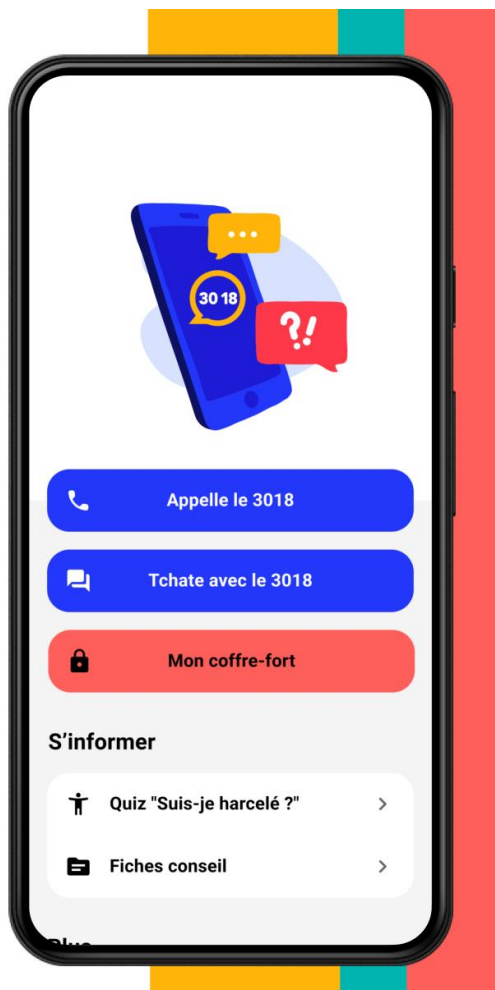 30 18
?!
Appelle le 3018
Tchate avec le 3018
Mon coffre-fort
S'informer
Quiz "Suis-je harcelé ?"
Fiches conseil
Plus